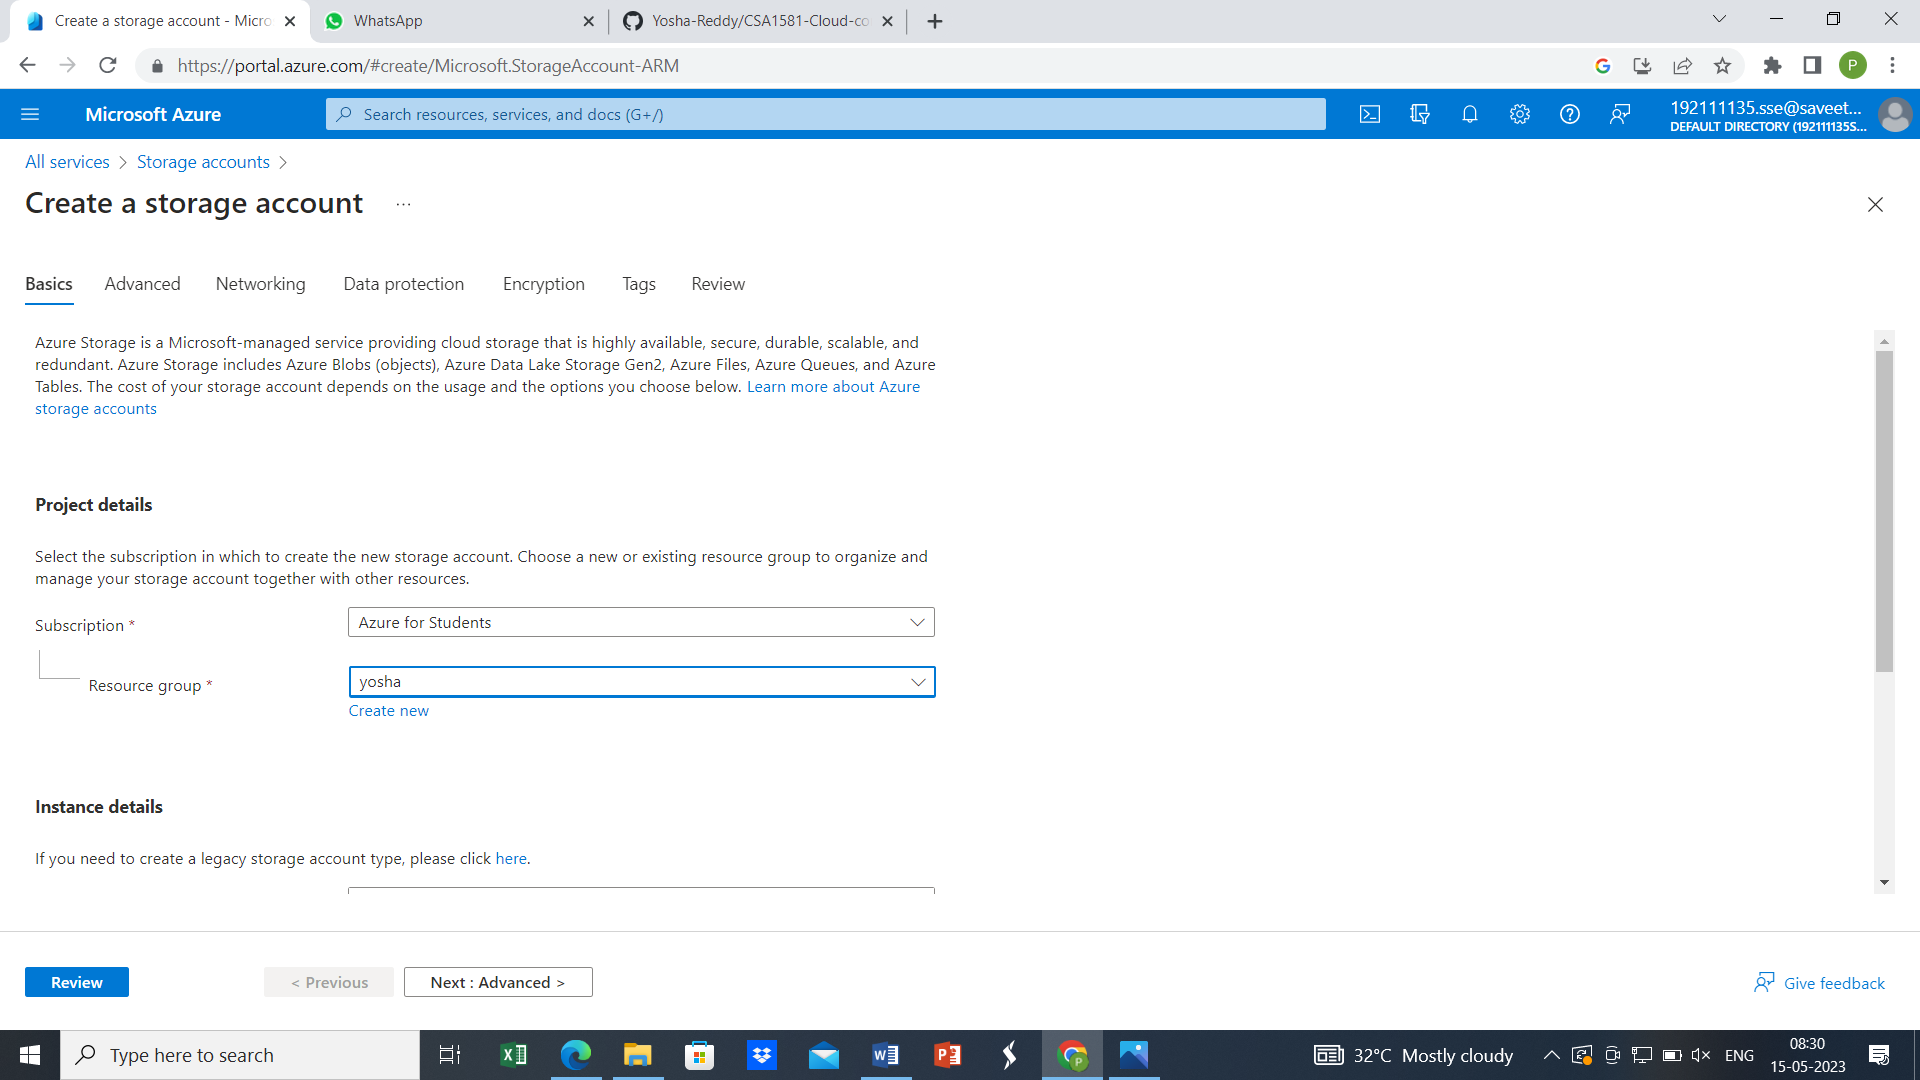 Create a storage account - Micro
WhatsApp
Yosha-Reddy/CSA1581-Cloud-co
https://portal.azure.com/#create/Microsoft.StorageAccount-ARM
P
Microsoft Azure
Search resources, services, and docs (G+/)
192111135.sse@saveet...
DEFAULT DIRECTORY (192111135S...
All services > Storage accounts >
Create a storage account ...
Basics
Advanced
Networking
Data protection
Encryption
Tags
Review
Azure Storage is a Microsoft-managed service providing cloud storage that is highly available, secure, durable, scalable, and
redundant. Azure Storage includes Azure Blobs (objects), Azure Data Lake Storage Gen2, Azure Files, Azure Queues, and Azure
Tables. The cost of your storage account depends on the usage and the options you choose below. Learn more about Azure
storage accounts
Project details
Select the subscription in which to create the new storage account. Choose a new or existing resource group to organize and
manage your storage account together with other resources.
Subscription *
Azure for Students
Resource group *
yosha
Create new
Instance details
If you need to create a legacy storage account type, please click here.
Review
< Previous
Next : Advanced >
Give feedback
Type here to search
32°C Mostly cloudy
ENG
08:30
15-05-2023